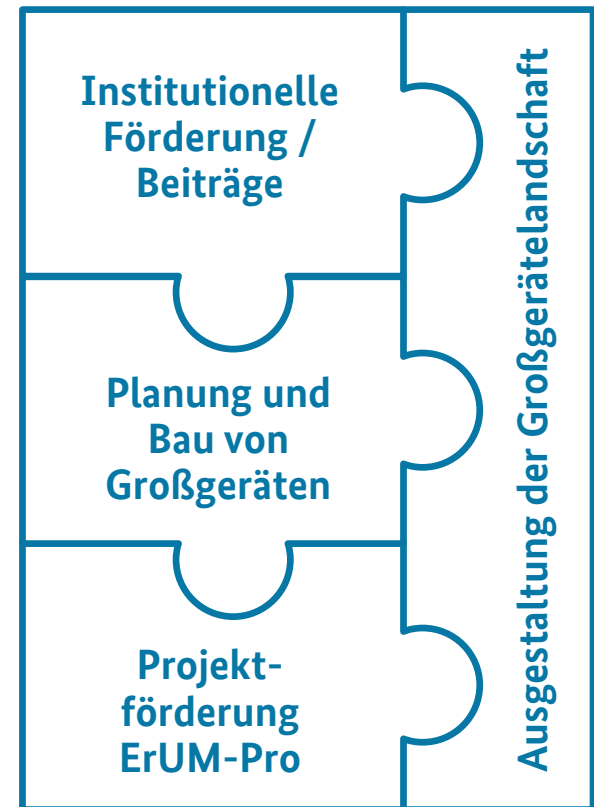 Institutionelle
Förderung /
Beiträge
Planung und
Bau von
Großgeräten
Projekt-
förderung
ErUM-Pro
Ausgestaltung der Großgerätelandschaft